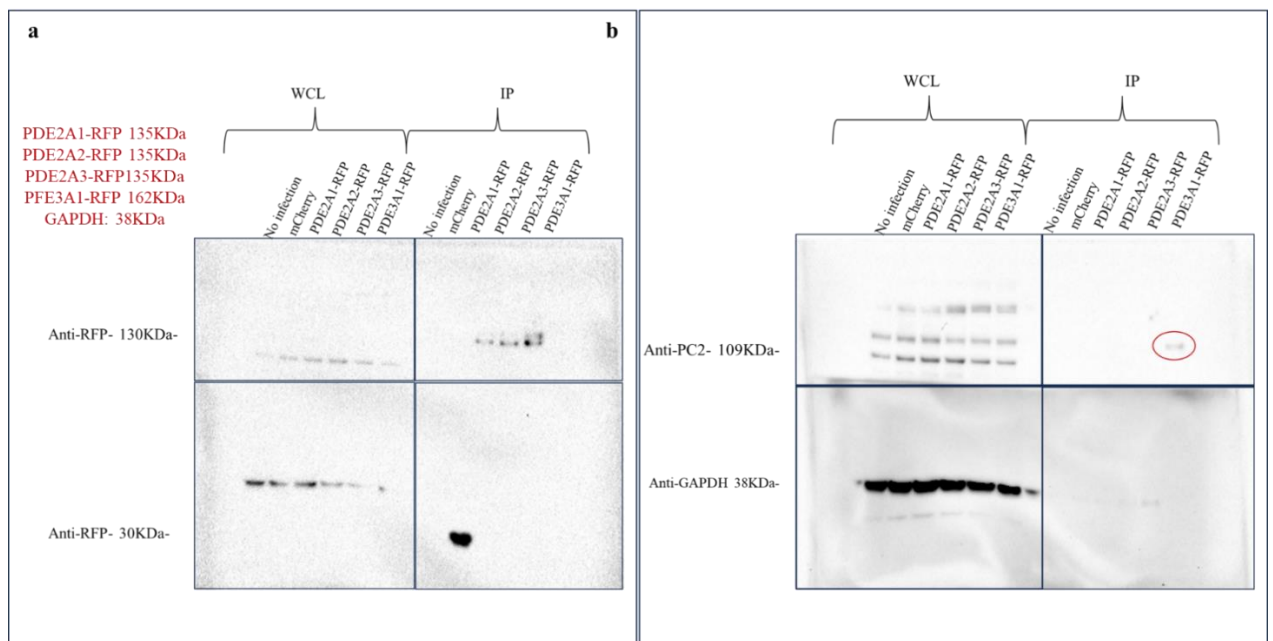 a
WCL
IP
PDE2A1-RFP 135KDa
PDE2A2-RFP 135KDa
PDE2A3-RFP135KDa
PFE3A1-RFP 162KDa
GAPDH: 38KDa
No infection
mCherry
PDE2A1-RFP
PDE2A2-RFP
PDE2A3-RFP
PDE3A1-RFP
No infection
mCherry
PDE2A1-RFP
PDE2A2-RFP
PDE2A3-RFP
PDE3A1-RFP
Anti-RFP- 130KDa-
Anti-RFP- 30KDa-
b
WCL
IP
No infection
mCherry
PDE2A1-RFP
PDE2A2-RFP
PDE2A3-RFP
PDE3A1-RFP
No infection
mCherry
PDE2A1-RFP
PDE2A2-RFP
PDE2A3-RFP
PDE3A1-RFP
Anti-PC2- 109KDa-
Anti-GAPDH 38KDa-